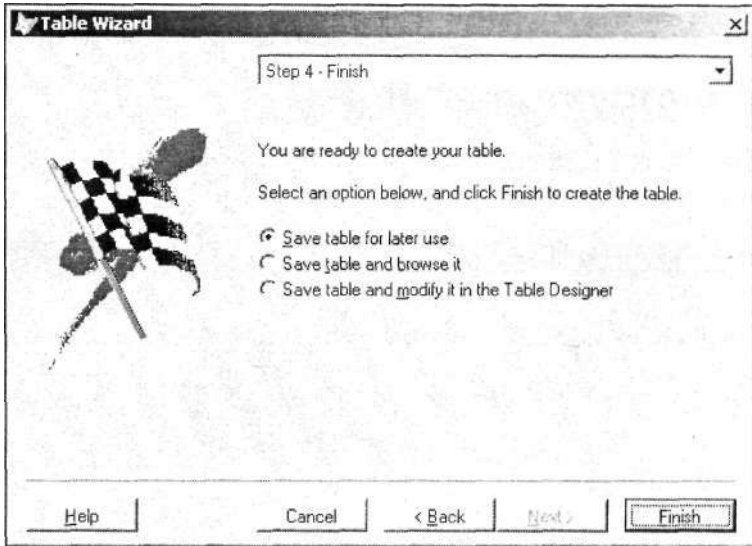 Table Wizard
Step 4 - Finish
You are ready to create your table.
Select an option below, and click Finish to create the table.
Save table for later use
Save table and browse it
Save table and modify it in the Table Designer
Help
Cancel
< Back
Next >
Finish